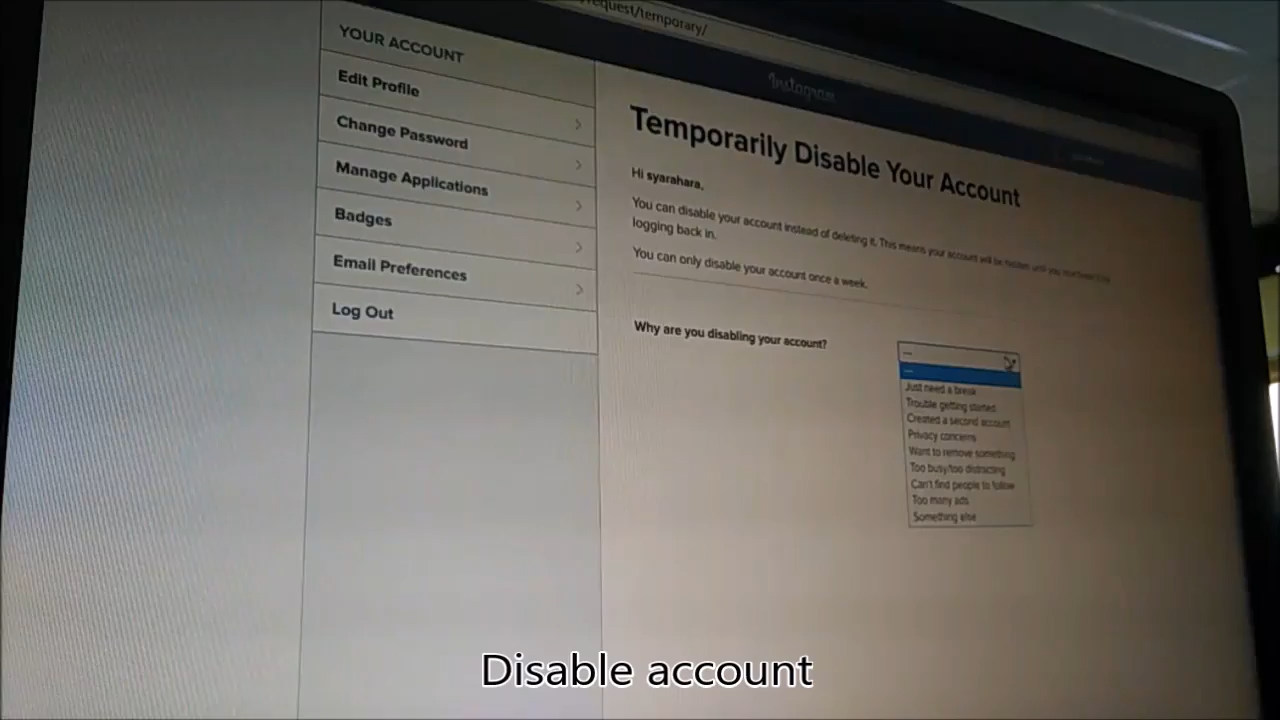 request/temporary/
Instagram
YOUR ACCOUNT
Edit Profile
Change Password
Manage Applications
Badges
Email Preferences
Log Out
Temporarily Disable Your Account
Hi syarahara,
You can disable your account instead of deleting it. This means your account will be hidden until you reactivate it by
logging back in.
You can only disable your account once a week.
Why are you disabling your account?
---
---
Just need a break
Trouble getting started
Created a second account
Privacy concerns
Want to remove something
Too busy/too distracting
Can't find people to follow
Too many ads
Something else
Disable account